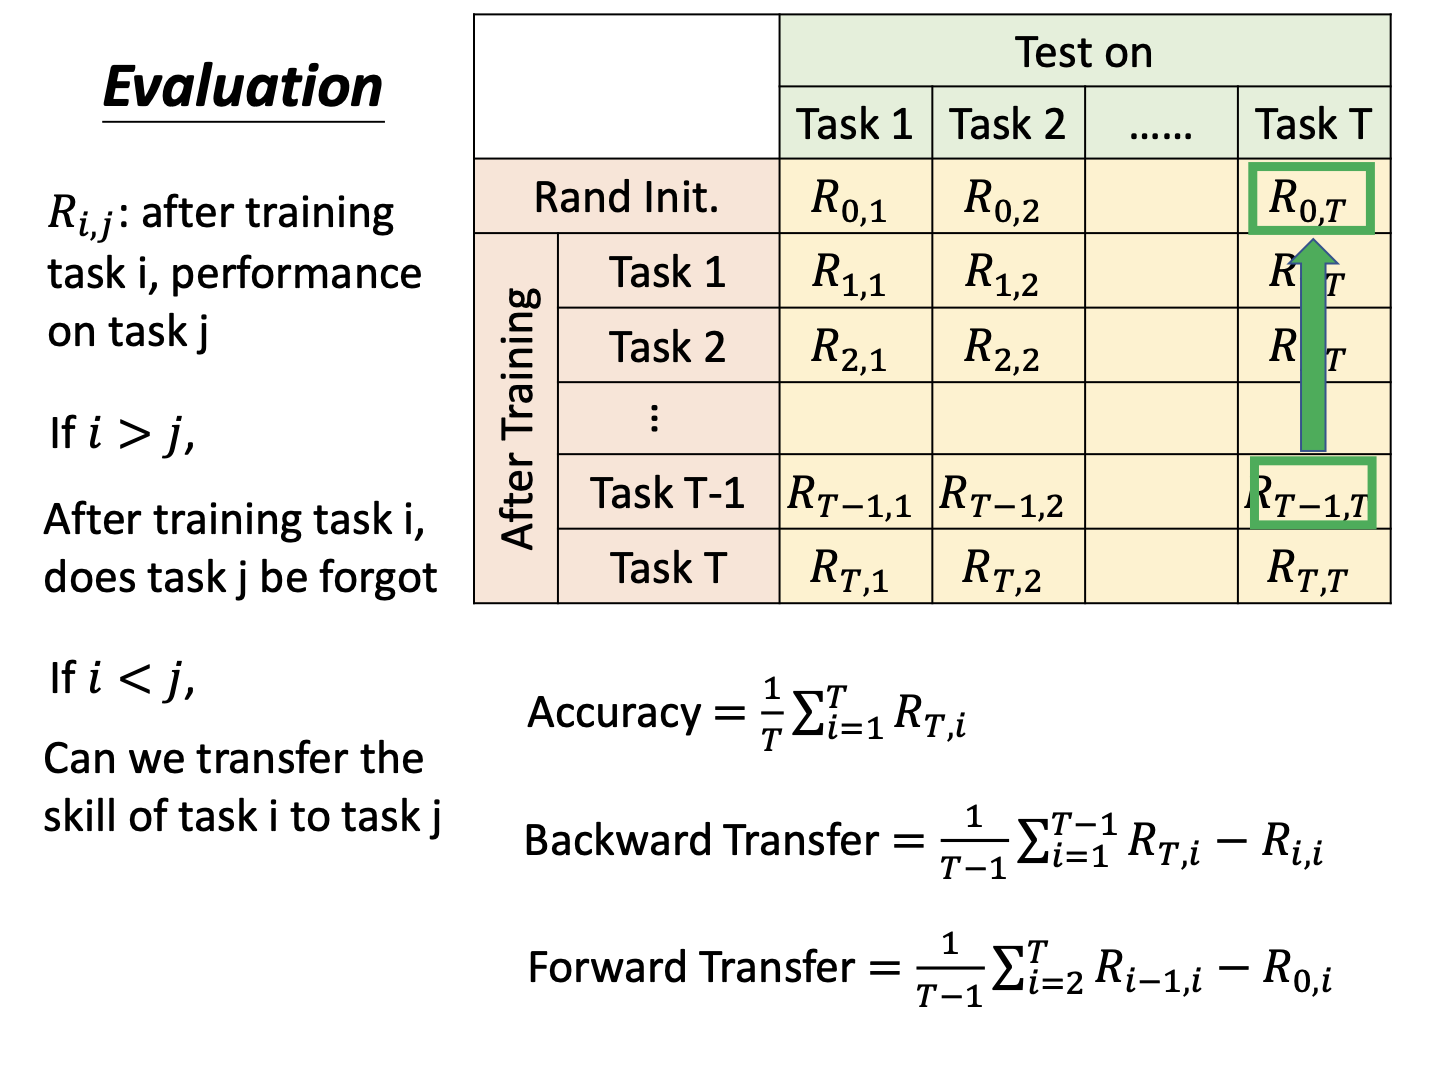 Evaluation
R_{i,j}: after training
task i, performance
on task j
If i > j,
After training task i,
does task j be forgot
If i < j,
Can we transfer the
skill of task i to task j
Test on
Task 1 Task 2 …… Task T
Rand Init. R_{0,1} R_{0,2} R_{0,T}
After Training
Task 1 R_{1,1} R_{1,2} R T
Task 2 R_{2,1} R_{2,2} R T
⋮
Task T-1 R_{T−1,1} R_{T−1,2} R_{T−1,T}
Task T R_{T,1} R_{T,2} R_{T,T}
Accuracy = \frac{1}{T} \sum_{i=1}^{T} R_{T,i}
Backward Transfer = \frac{1}{T−1} \sum_{i=1}^{T−1} R_{T,i} − R_{i,i}
Forward Transfer = \frac{1}{T−1} \sum_{i=2}^{T} R_{i−1,i} − R_{0,i}